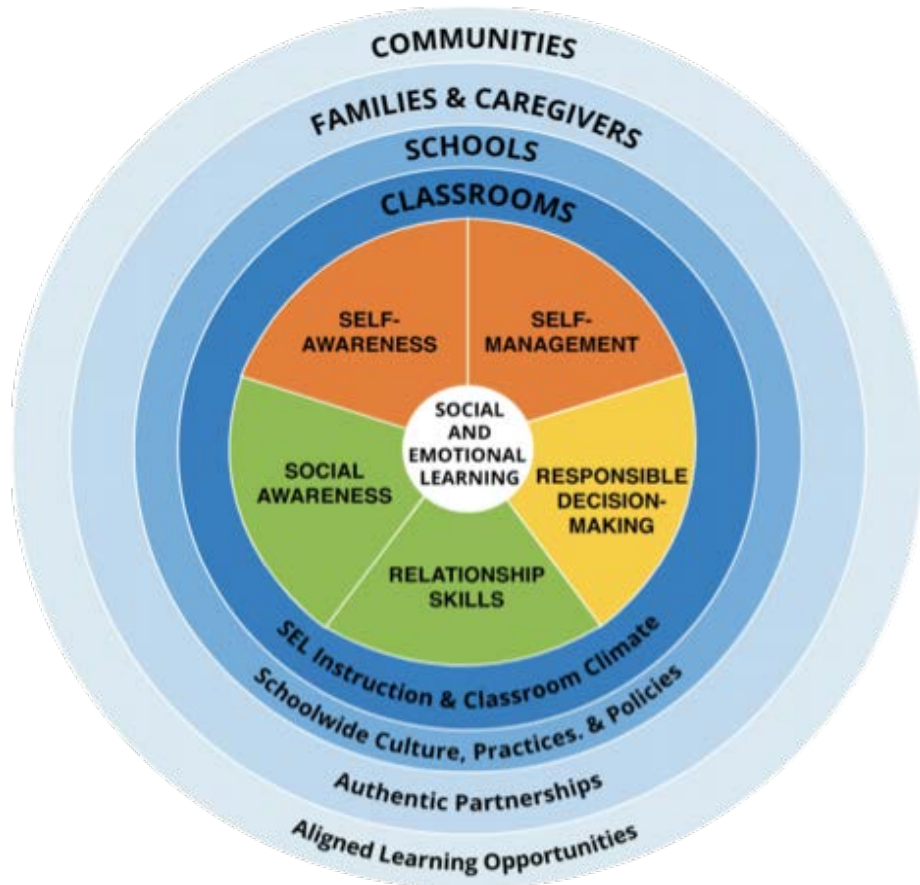 COMMUNITIES
FAMILIES & CAREGIVERS
SCHOOLS
CLASSROOMS
SELF-
AWARENESS
SELF-
MANAGEMENT
SOCIAL
AND
EMOTIONAL
LEARNING
SOCIAL
AWARENESS
RESPONSIBLE
DECISION-
MAKING
RELATIONSHIP
SKILLS
SEL Instruction & Classroom Climate
Schoolwide Culture, Practices. & Policies
Authentic Partnerships
Aligned Learning Opportunities